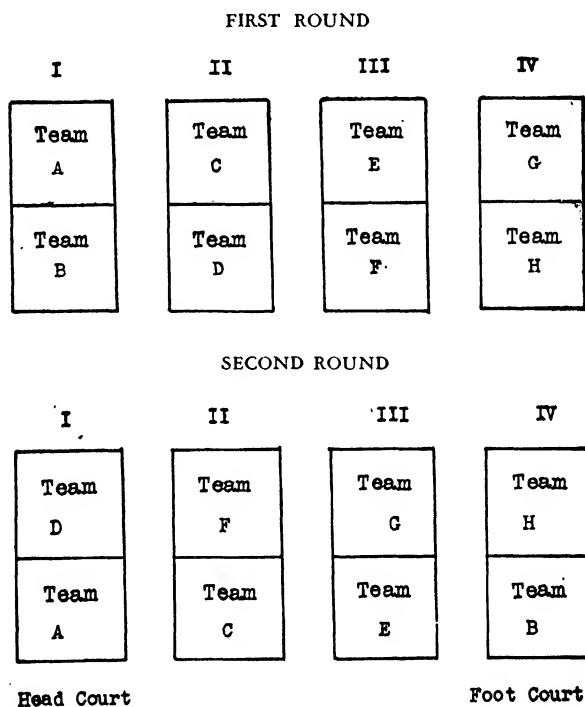 FIRST ROUND
I II III IV
Team Team Team Team
A C E G
Team Team Team Team
B D F H
SECOND ROUND
I II III IV
Team Team Team Team
D F G H
Team Team Team Team
A C E B
Head Court Foot Court